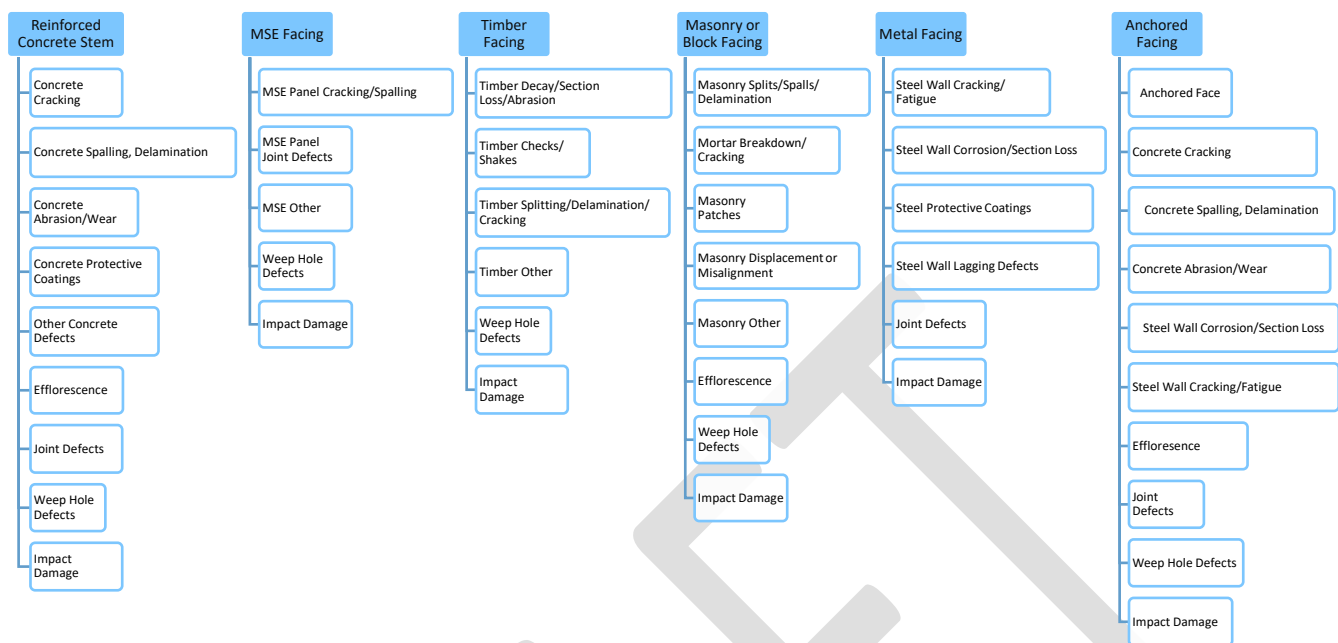 Reinforced
Concrete Stem
Concrete
Cracking
Concrete Spalling, Delamination
Concrete
Abrasion/Wear
Concrete Protective
Coatings
Other Concrete
Defects
Efflorescence
Joint Defects
Weep Hole
Defects
Impact
Damage
MSE Facing
MSE Panel Cracking/Spalling
MSE Panel
Joint Defects
MSE Other
Weep Hole
Defects
Impact Damage
Timber
Facing
Timber Decay/Section
Loss/Abrasion
Timber Checks/
Shakes
Timber Splitting/Delamination/
Cracking
Timber Other
Weep Hole
Defects
Impact
Damage
Masonry or
Block Facing
Masonry Splits/Spalls/
Delamination
Mortar Breakdown/
Cracking
Masonry
Patches
Masonry Displacement or
Misalignment
Masonry Other
Efflorescence
Weep Hole
Defects
Impact Damage
Metal Facing
Steel Wall Cracking/
Fatigue
Steel Wall Corrosion/Section Loss
Steel Protective Coatings
Steel Wall Lagging Defects
Joint Defects
Impact Damage
Anchored
Facing
Anchored Face
Concrete Cracking
Concrete Spalling, Delamination
Concrete Abrasion/Wear
Steel Wall Corrosion/Section Loss
Steel Wall Cracking/Fatigue
Effloresence
Joint
Defects
Weep Hole Defects
Impact Damage